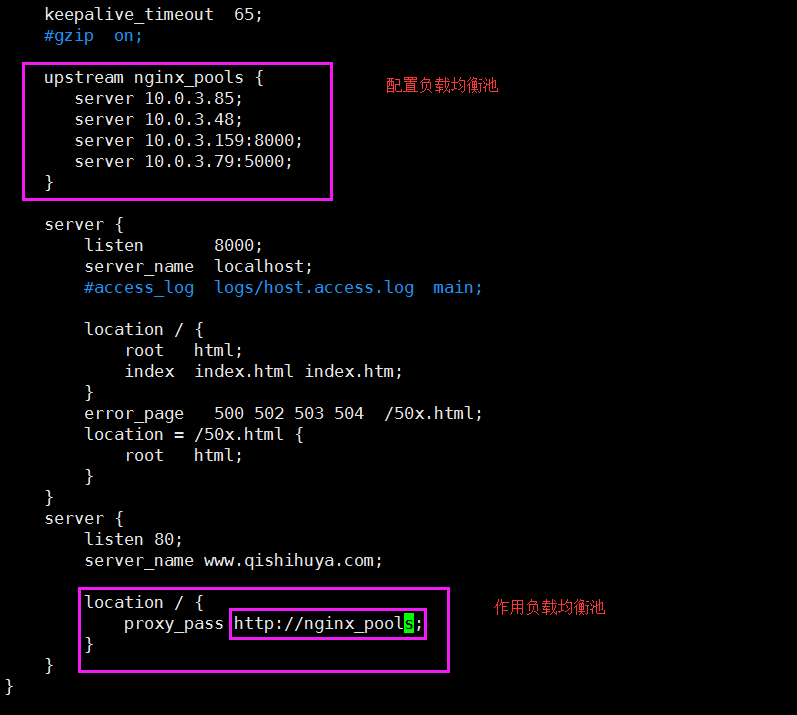 keepalive_timeout  65;
#gzip  on;
upstream nginx_pools {
配置负载均衡池
server 10.0.3.85;
server 10.0.3.48;
server 10.0.3.159:8000;
server 10.0.3.79:5000;
}
server {
listen       8000;
server_name  localhost;
#access_log  logs/host.access.log  main;
location / {
root   html;
index  index.html index.htm;
}
error_page   500 502 503 504  /50x.html;
location = /50x.html {
root   html;
}
}
server {
listen 80;
server_name www.qishihuya.com;
location / {
作用负载均衡池
proxy_pass http://nginx_pools;
}
}
}